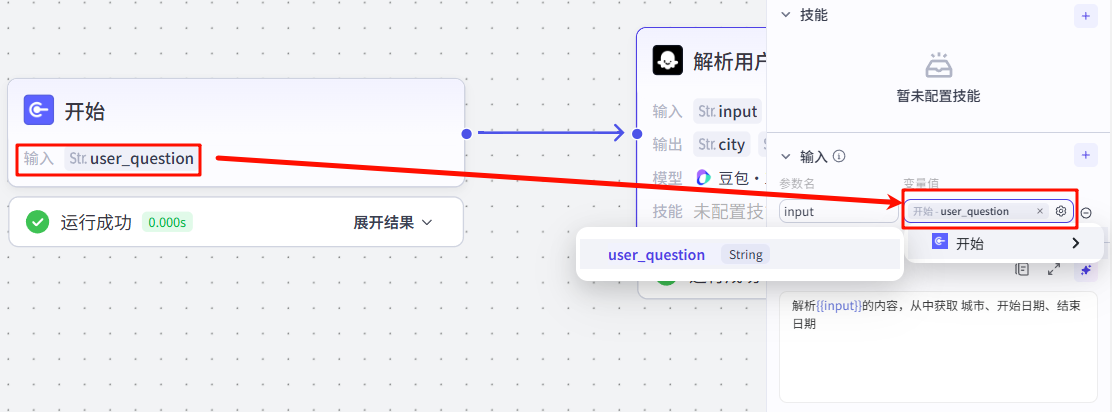 技能
暂未配置技能
开始
输入 Str. user_question
运行成功 0.000s 展开结果
解析用户
输入 Str. input
输出 Str. city
模型 豆包·
技能 未配置技
输入
参数名 变量值
input 开始 - user_question
开始
user_question String
解析{{input}}的内容，从中获取 城市、开始日期、结束
日期